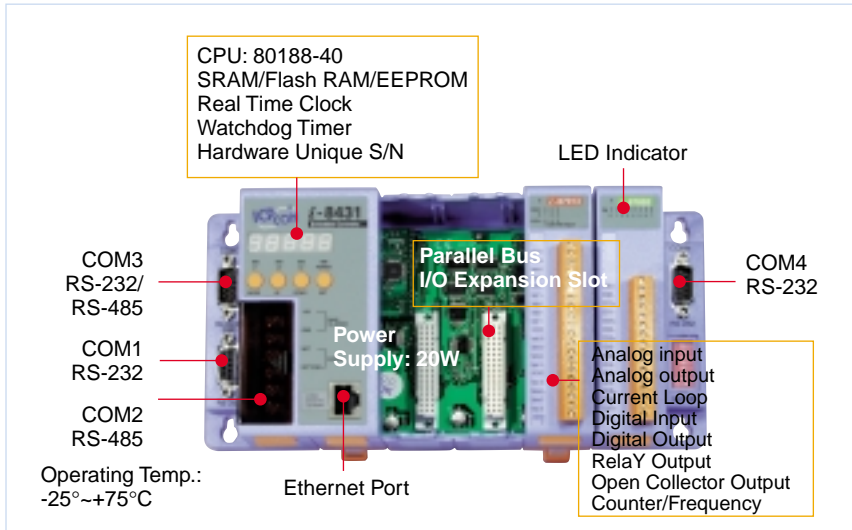 CPU: 80188-40
SRAM/Flash RAM/EEPROM
Real Time Clock
Watchdog Timer
Hardware Unique S/N
LED Indicator
i-8431
COM3
RS-232/
RS-485
COM1
RS-232
COM2
RS-485
Parallel Bus
I/O Expansion Slot
Power
Supply: 20W
COM4
RS-232
Analog input
Analog output
Current Loop
Digital Input
Digital Output
RelaY Output
Open Collector Output
Counter/Frequency
Operating Temp.:
-25°~+75°C
Ethernet Port